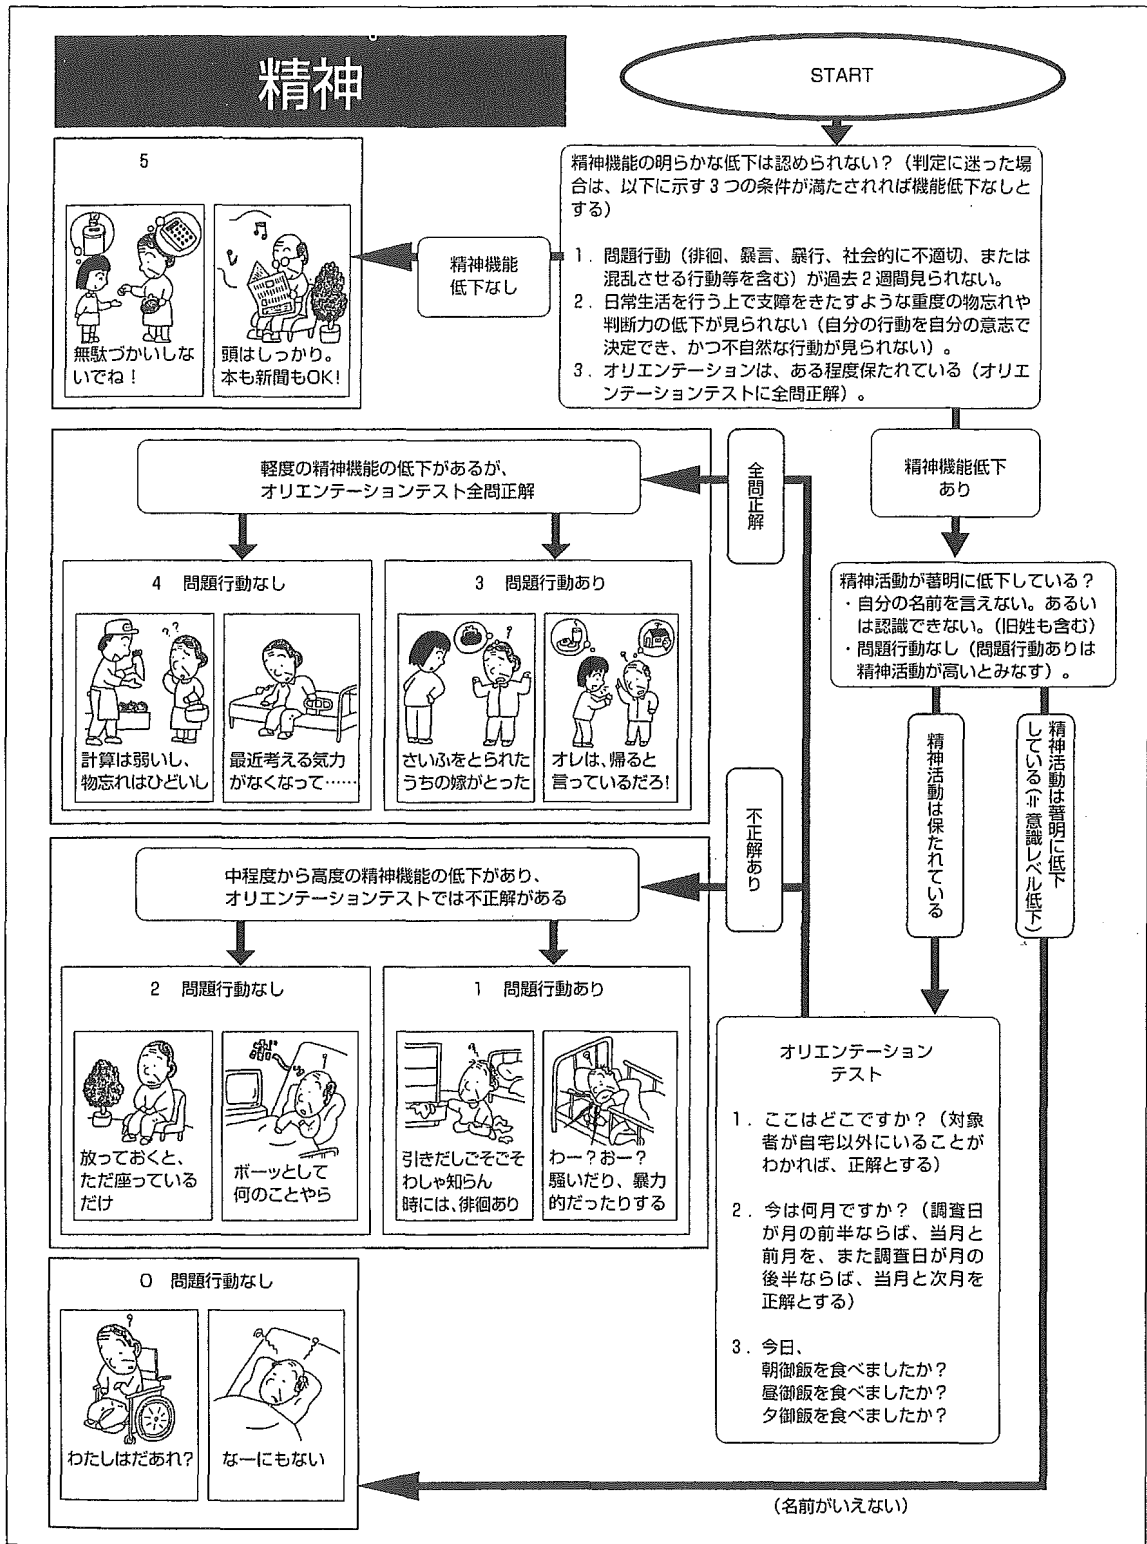 精神
START
精神機能の明らかな低下は認められない？（判定に迷った場
合は、以下に示す3つの条件が満たされれば機能低下なしと
する）
1．問題行動（徘徊、暴言、暴行、社会的に不適切、または
混乱させる行動等を含む）が過去2週間見られない。
2．日常生活を行う上で支障をきたすような重度の物忘れや
判断力の低下が見られない（自分の行動を自分の意志で
決定でき、かつ不自然な行動が見られない）。
3．オリエンテーションは、ある程度保たれている（オリエ
ンテーションテストに全問正解）。
精神機能
低下なし
5
無駄づかいしな
いでね！
頭はしっかり。
本も新聞もOK！
精神機能低下
あり
精神活動が著明に低下している？
・自分の名前を言えない。あるい
は認識できない。（旧姓も含む）
・問題行動なし（問題行動ありは
精神活動が高いとみなす）。
精神活動は保たれている
精神活動は著明に低下
している（≒意識レベル低下）
全問正解
軽度の精神機能の低下があるが、
オリエンテーションテスト全問正解
4 問題行動なし
計算は弱いし、
物忘れはひどいし
最近考える気力
がなくなって……
3 問題行動あり
さいふをとられた
うちの嫁がとった
オレは、帰ると
言っているだろ！
不正解あり
中程度から高度の精神機能の低下があり、
オリエンテーションテストでは不正解がある
2 問題行動なし
放っておくと、
ただ座っている
だけ
ボ
ボーッとして
何のことやら
1 問題行動あり
引きだしごそごそ
わしゃ知らん
時には、徘徊あり
わー？おー？
騒いだり、暴力
的だったりする
オリエンテーション
テスト
1．ここはどこですか？（対象
者が自宅以外にいることが
わかれば、正解とする）
2．今は何月ですか？（調査日
が月の前半ならば、当月と
前月を、また調査日が月の
後半ならば、当月と次月を
正解とする）
3．今日、
朝御飯を食べましたか？
昼御飯を食べましたか？
夕御飯を食べましたか？
0 問題行動なし
わたしはだあれ？
なーにもない
（名前がいえない）